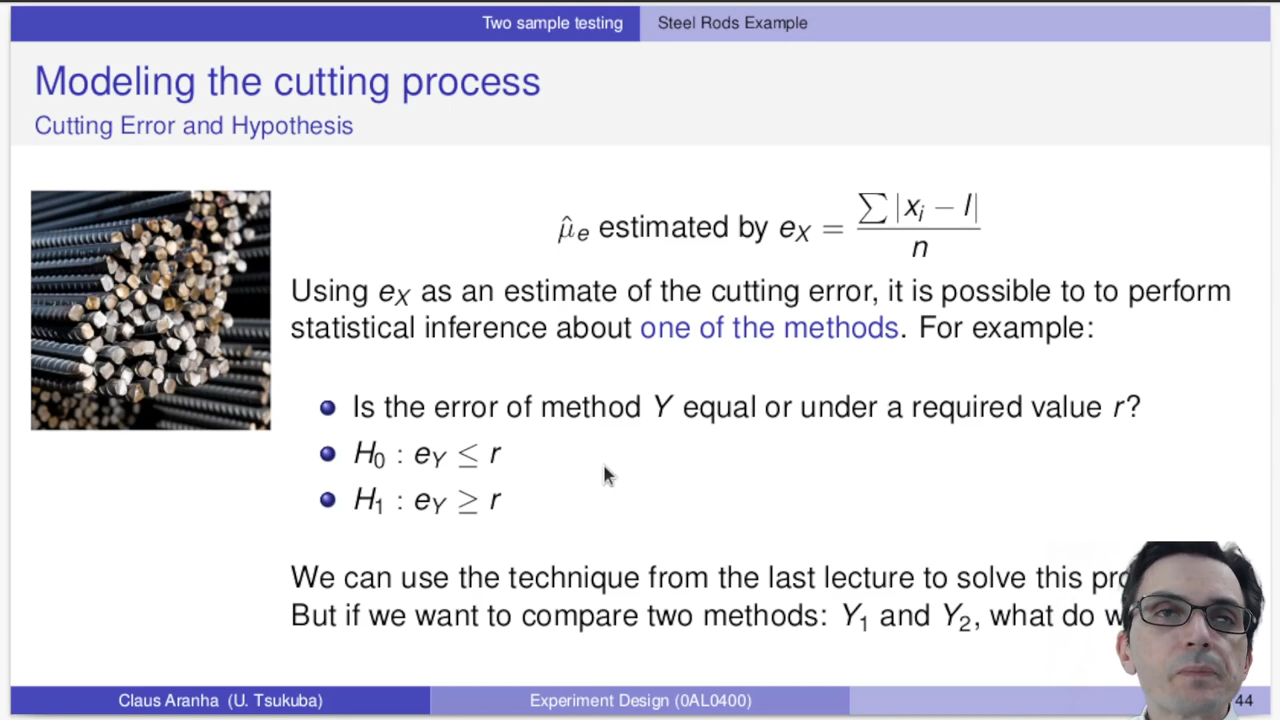 Two sample testing Steel Rods Example
Modeling the cutting process
Cutting Error and Hypothesis
μ̂ₑ estimated by e_X = ∑|xᵢ − l| / n
Using e_X as an estimate of the cutting error, it is possible to to perform
statistical inference about one of the methods. For example:
Is the error of method Y equal or under a required value r?
H₀ : e_Y ≤ r
H₁ : e_Y ≥ r
We can use the technique from the last lecture to solve this
But if we want to compare two methods: Y₁ and Y₂, what do
Claus Aranha (U. Tsukuba) Experiment Design (0AL0400) 44